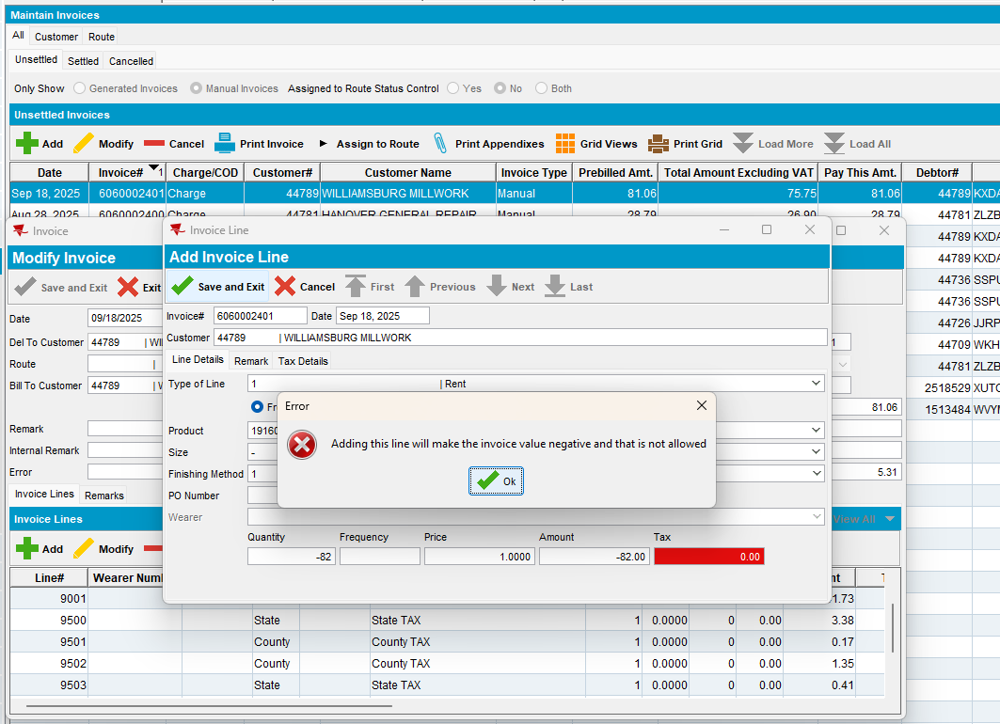 Maintain Invoices
All Customer Route
Unsettled Settled Cancelled
Only Show Generated Invoices Manual Invoices Assigned to Route Status Control Yes No Both
Unsettled Invoices
Add Modify Cancel Print Invoice Assign to Route Print Appendixes Grid Views Print Grid Load More Load All
Date Invoice# 1 Charge/COD Customer# Customer Name Invoice Type Prebilled Amt. Total Amount Excluding VAT Pay This Amt. Debtor#
Sep 18, 2025 6060002401 Charge 44789 WILLIAMSBURG MILLWORK Manual 81.06 75.75 81.06 44789 KXDA
Aug 28, 2025 6060002400 Charge 44781 HANOVER GENERAL REPAIR Manual 28.79 26.90 28.79 44781 ZLZB
44789 KXDA
44789 KXDA
44736 SSPU
44736 SSPU
44726 JJRP
44709 WKH
44781 ZLZB
2518529 XUTC
1513484 WVYM
Invoice
Modify Invoice
Save and Exit Exit
Date 09/18/2025
Del To Customer 44789 | WI
Route |
Bill To Customer 44789 | W
Remark
Internal Remark
Error
1
81.06
5.31
Invoice Lines Remarks
Invoice Lines View All
Add Modify
Line# Wearer Num nt T
9001 1.73
9500 State State TAX 1 0.0000 0 0.00 3.38
9501 County County TAX 1 0.0000 0 0.00 0.17
9502 County County TAX 1 0.0000 0 0.00 1.35
9503 State State TAX 1 0.0000 0 0.00 0.41
Invoice Line
Add Invoice Line
Save and Exit Cancel First Previous Next Last
Invoice# 6060002401 Date Sep 18, 2025
Customer 44789 | WILLIAMSBURG MILLWORK
Line Details Remark Tax Details
Type of Line 1 | Rent
Fr
Product 19160
Size -
Finishing Method 1
PO Number
Wearer
Quantity Frequency Price Amount Tax
-82 1.0000 -82.00 0.00
Error
Adding this line will make the invoice value negative and that is not allowed
Ok